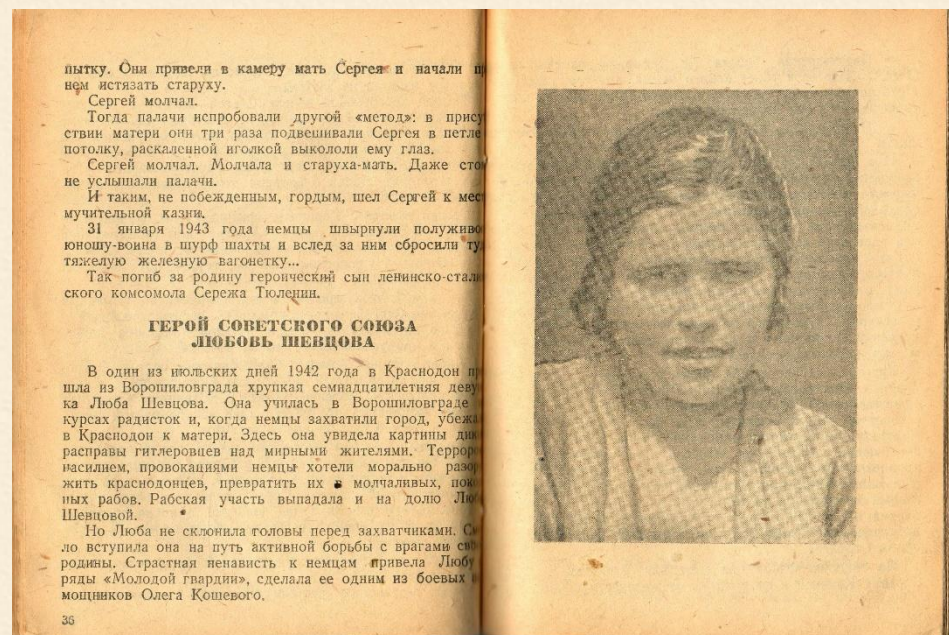 пытку. Они привели в камеру мать Сергея и начали
нем истязать старуху.
Сергей молчал.
Тогда палачи испробовали другой «метод»: в прису
ствии матери они три раза подвешивали Сергея в петле
потолку, раскаленной иголкой выкололи ему глаз.
Сергей молчал. Молчала и старуха-мать. Даже сто
не услышали палачи.
И таким, не побежденным, гордым, шел Сергей к мес
мучительной казни.
31 января 1943 года немцы швырнули полуживо
юношу-воина в шурф шахты и вслед за ним сбросили ту
тяжелую железную вагонетку...
Так погиб за родину героический сын ленинско-стали
ского комсомола Сережа Тюленин.
ГЕРОЙ СОВЕТСКОГО СОЮЗА
ЛЮБОВЬ ШЕВЦОВА
В один из июльских дней 1942 года в Краснодон пр
шла из Ворошиловграда хрупкая семнадцатилетняя деву
ка Люба Шевцова. Она училась в Ворошиловграде
курсах радисток и, когда немцы захватили город, убежа
в Краснодон к матери. Здесь она увидела картины дик
расправы гитлеровцев над мирными жителями. Террор
насилием, провокациями немцы хотели морально разор
жить краснодонцев, превратить их в молчаливых, поко
ных рабов. Рабская участь выпадала и на долю Люб
Шевцовой.
Но Люба не склонила головы перед захватчиками. См
ло вступила она на путь активной борьбы с врагами сво
родины. Страстная ненависть к немцам привела Любу
ряды «Молодой гвардии», сделала ее одним из боевых
мощников Олега Кошевого.
36